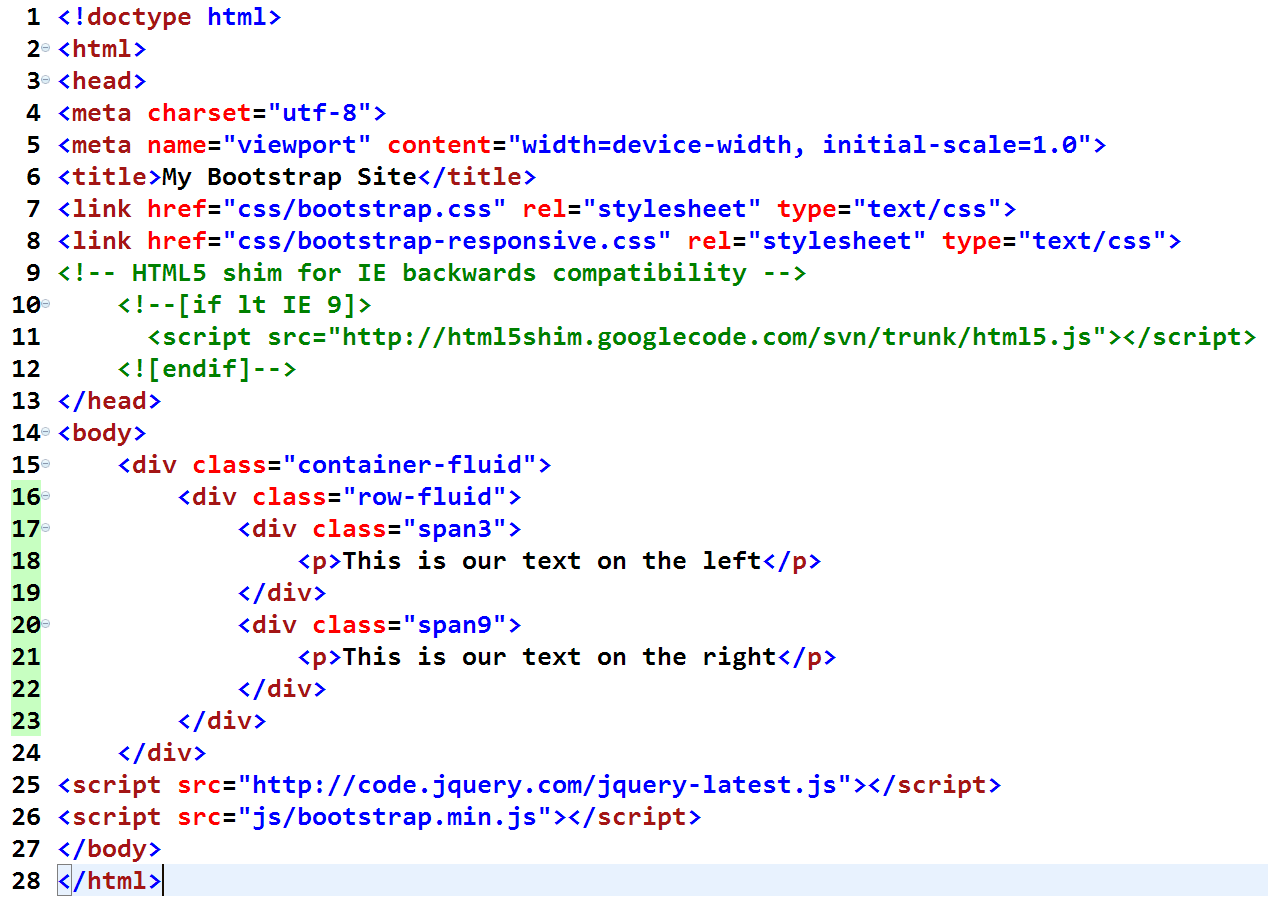 1 <!doctype html>
2 <html>
3 <head>
4 <meta charset="utf-8">
5 <meta name="viewport" content="width=device-width, initial-scale=1.0">
6 <title>My Bootstrap Site</title>
7 <link href="css/bootstrap.css" rel="stylesheet" type="text/css">
8 <link href="css/bootstrap-responsive.css" rel="stylesheet" type="text/css">
9 <!-- HTML5 shim for IE backwards compatibility -->
10     <!--[if lt IE 9]>
11       <script src="http://html5shim.googlecode.com/svn/trunk/html5.js"></script>
12     <![endif]-->
13 </head>
14 <body>
15     <div class="container-fluid">
16         <div class="row-fluid">
17             <div class="span3">
18                 <p>This is our text on the left</p>
19             </div>
20             <div class="span9">
21                 <p>This is our text on the right</p>
22             </div>
23         </div>
24     </div>
25 <script src="http://code.jquery.com/jquery-latest.js"></script>
26 <script src="js/bootstrap.min.js"></script>
27 </body>
28 </html>